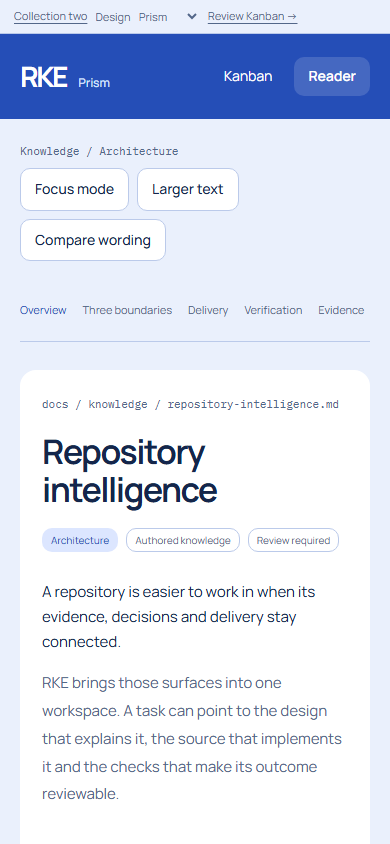 Collection two Design Prism Review Kanban →
RKE Prism Kanban Reader
Knowledge / Architecture
Focus mode Larger text
Compare wording
Overview Three boundaries Delivery Verification Evidence
docs / knowledge / repository-intelligence.md
Repository
intelligence
Architecture Authored knowledge Review required
A repository is easier to work in when its
evidence, decisions and delivery stay
connected.
RKE brings those surfaces into one
workspace. A task can point to the design
that explains it, the source that implements
it and the checks that make its outcome
reviewable.